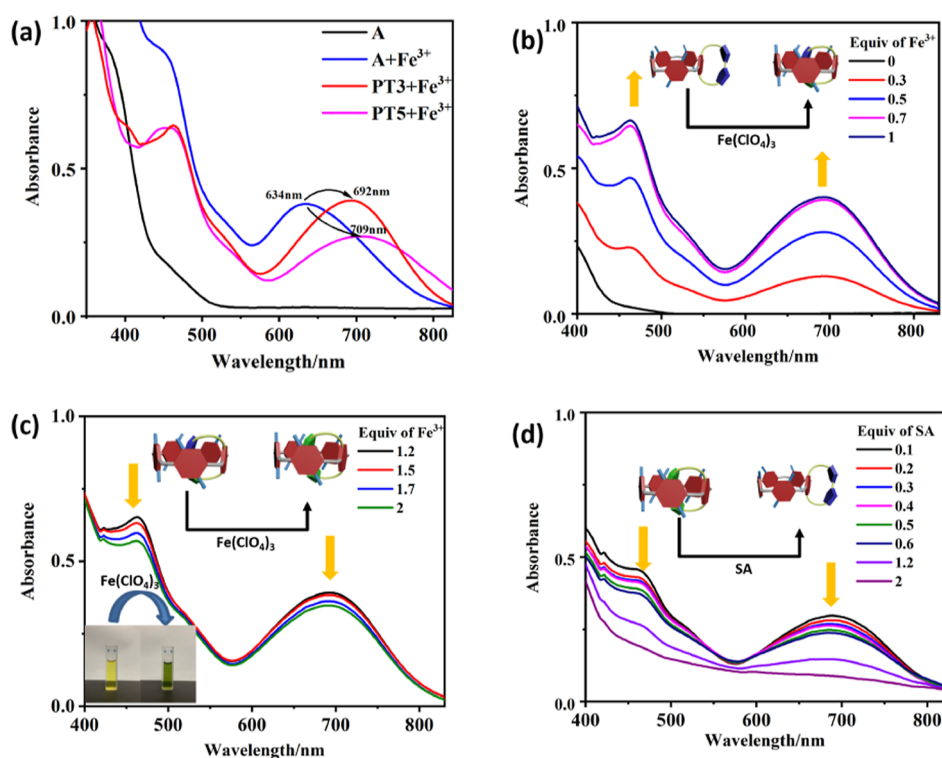 (a)
1.0
0.5
0.0
Absorbance
400 500 600 700 800
Wavelength/nm
A
A+Fe³⁺
PT3+Fe³⁺
PT5+Fe³⁺
634nm
692nm
709nm
(b)
1.0
0.5
0.0
Absorbance
400 500 600 700 800
Wavelength/nm
Fe(ClO₄)₃
Equiv of Fe³⁺
0
0.3
0.5
0.7
1
(c)
1.0
0.5
0.0
Absorbance
400 500 600 700 800
Wavelength/nm
Fe(ClO₄)₃
Fe(ClO₄)₃
Equiv of Fe³⁺
1.2
1.5
1.7
2
(d)
1.0
0.5
0.0
Absorbance
400 500 600 700 800
Wavelength/nm
SA
Equiv of SA
0.1
0.2
0.3
0.4
0.5
0.6
1.2
2